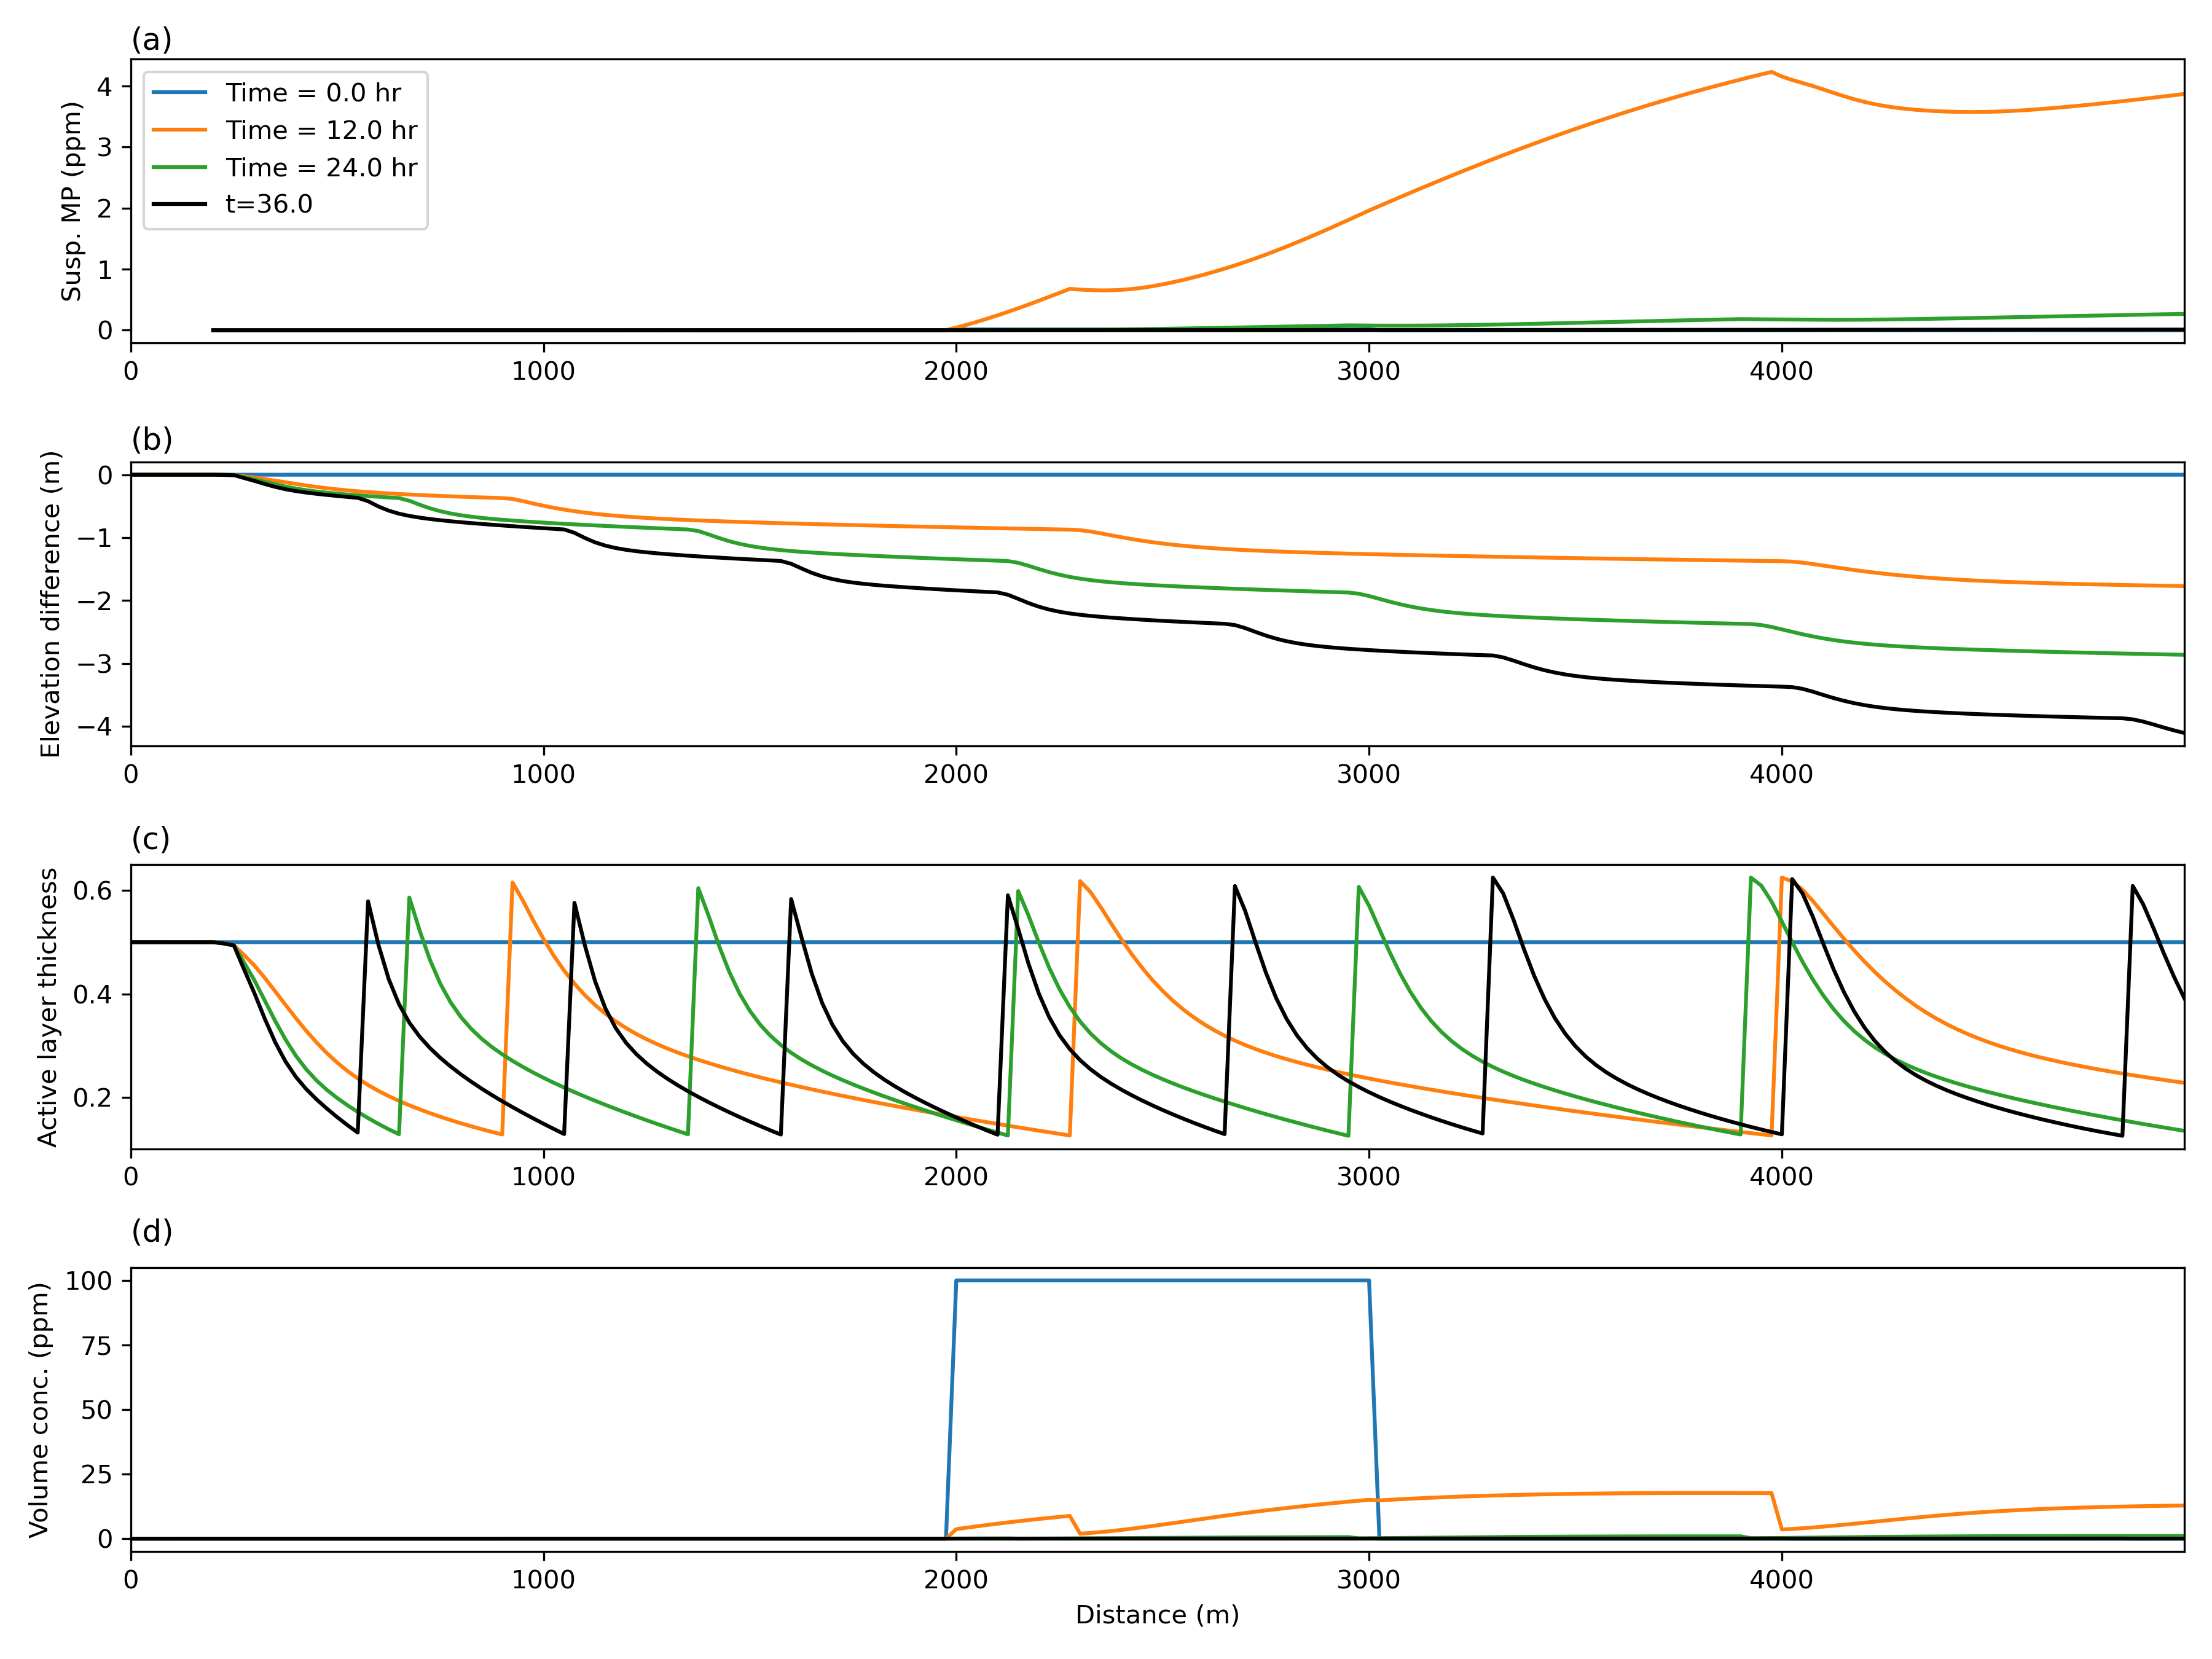 (a)
Susp. MP (ppm)
4
3
2
1
0
Time = 0.0 hr
Time = 12.0 hr
Time = 24.0 hr
t=36.0
0 1000 2000 3000 4000
(b)
Elevation difference (m)
0
−1
−2
−3
−4
0 1000 2000 3000 4000
(c)
Active layer thickness
0.6
0.4
0.2
0 1000 2000 3000 4000
(d)
Volume conc. (ppm)
100
75
50
25
0
0 1000 2000 3000 4000
Distance (m)